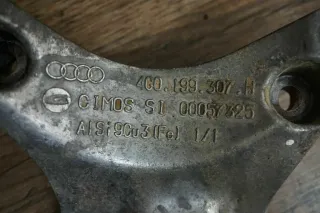 4G0.199.307.H
CIMOS SI 00057325
AlSi9Cu3(Fe) 1/1